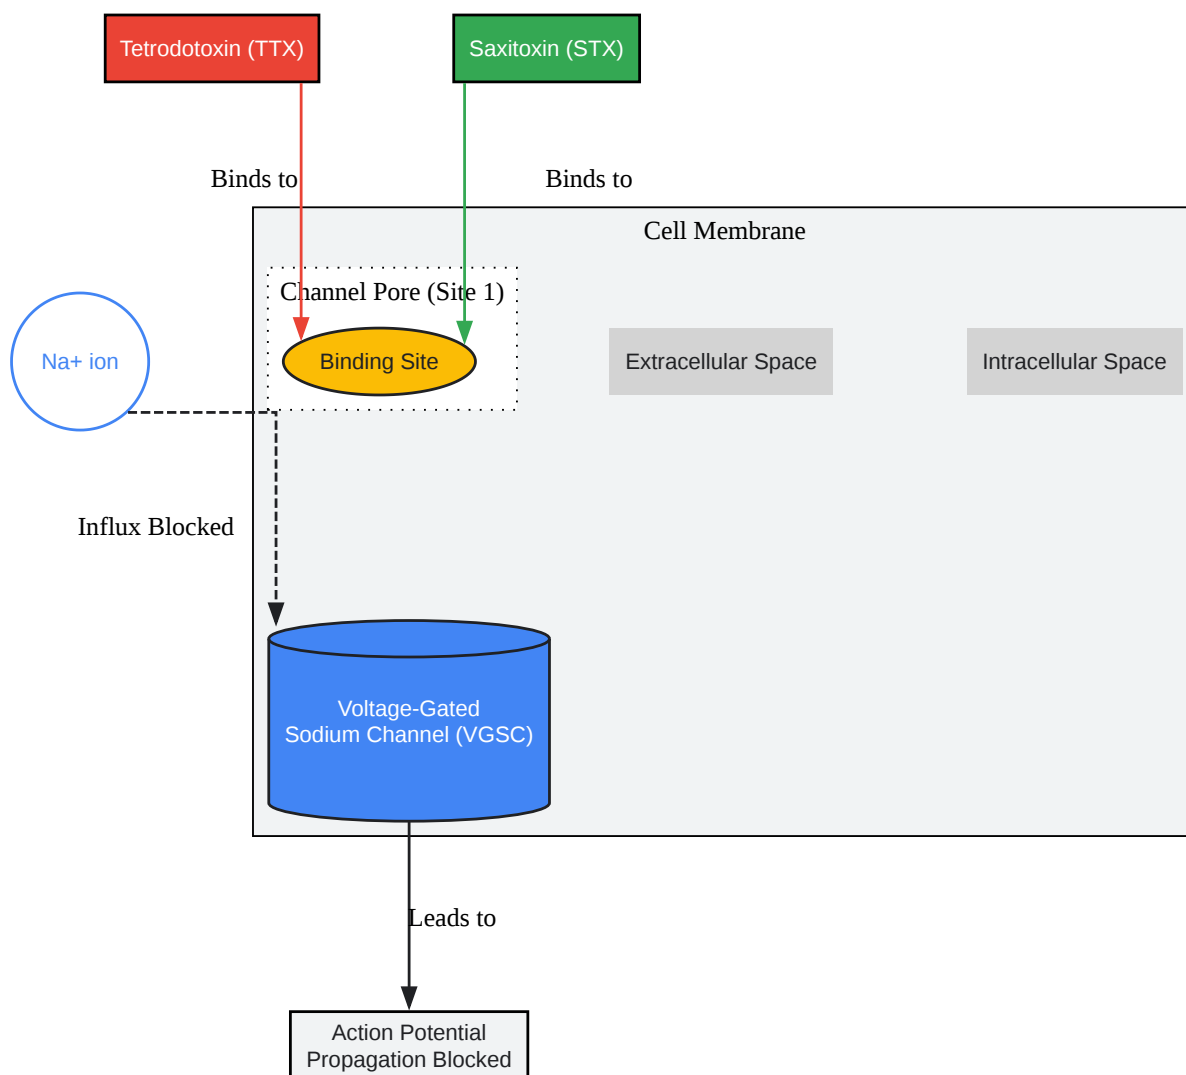 Tetrodotoxin (TTX)
Saxitoxin (STX)
Binds to
Binds to
Cell Membrane
Channel Pore (Site 1)
Na+ ion
Binding Site
Extracellular Space
Intracellular Space
Influx Blocked
Voltage-Gated
Sodium Channel (VGSC)
Leads to
Action Potential
Propagation Blocked